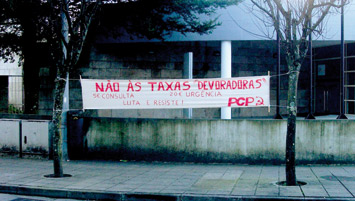 NÃO ÀS TAXAS "DEVORADORAS"
5€ CONSULTA 20€ URGÊNCIA
LUTA E RESISTE!
PCP